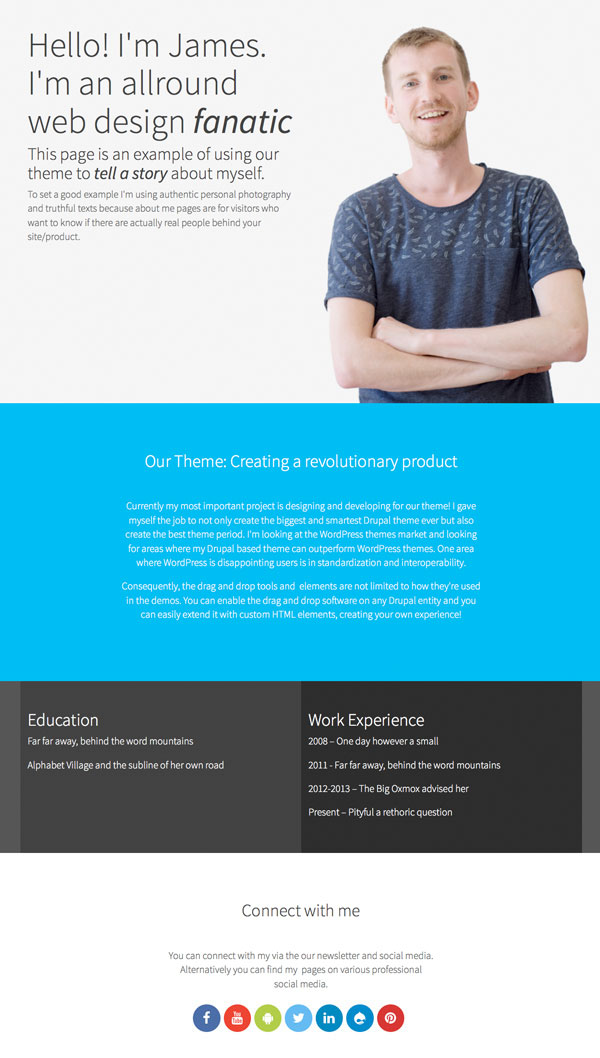 Hello! I'm James.
I'm an allround
web design fanatic
This page is an example of using our
theme to tell a story about myself.
To set a good example I'm using authentic personal photography
and truthful texts because about me pages are for visitors who
want to know if there are actually real people behind your
site/product.
Our Theme: Creating a revolutionary product
Currently my most important project is designing and developing for our theme! I gave
myself the job to not only create the biggest and smartest Drupal theme ever but also
create the best theme period. I'm looking at the WordPress themes market and looking
for areas where my Drupal based theme can outperform WordPress themes. One area
where WordPress is disappointing users is in standardization and interoperability.
Consequently, the drag and drop tools and elements are not limited to how they're used
in the demos. You can enable the drag and drop software on any Drupal entity and you
can easily extend it with custom HTML elements, creating your own experience!
Education
Far far away, behind the word mountains
Alphabet Village and the subline of her own road
Work Experience
2008 – One day however a small
2011 - Far far away, behind the word mountains
2012-2013 – The Big Oxmox advised her
Present – Pityful a rethoric question
Connect with me
You can connect with my via the our newsletter and social media.
Alternatively you can find my pages on various professional
social media.